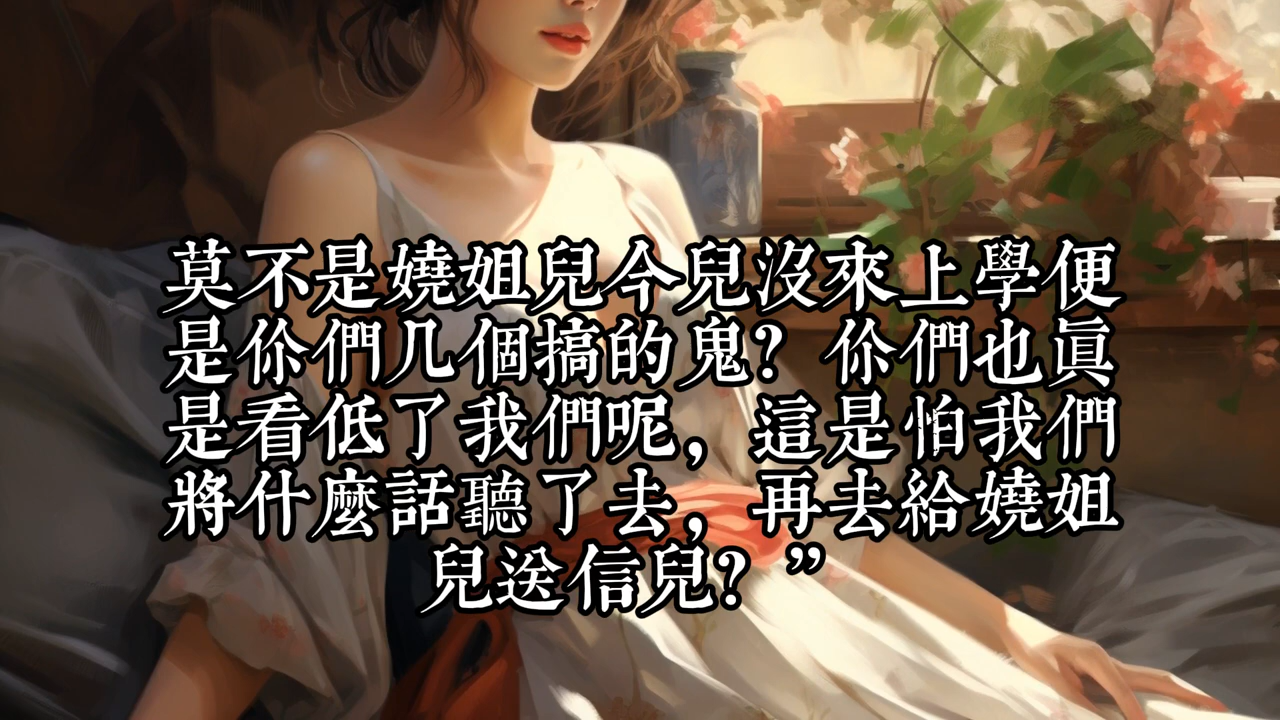 莫不是嬈姐兒今兒沒來上學便
是你們几個搞的鬼？你們也眞
是看低了我們呢，這是怕我們
將什麼話聽了去，再去給嬈姐
兒送信兒？”